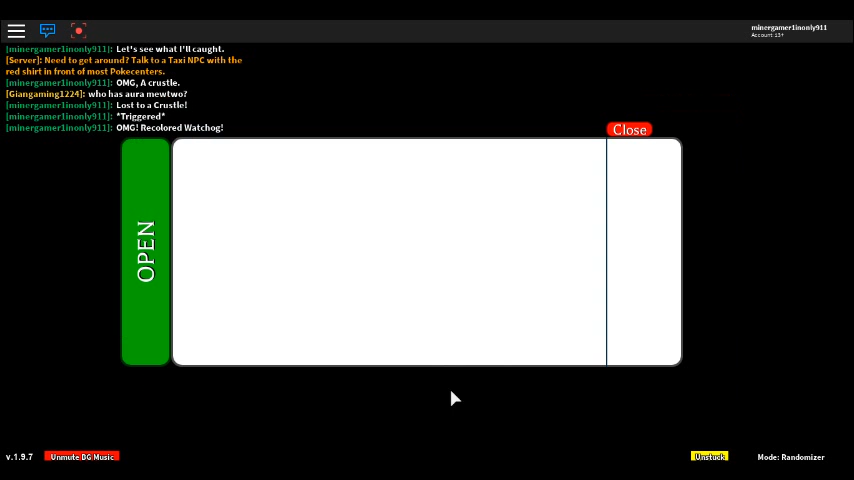 minergamer1inonly911
Account: 13+
[minergamer1inonly911]: Let's see what I'll caught.
[Server]: Need to get around? Talk to a Taxi NPC with the
red shirt in front of most Pokecenters.
[minergamer1inonly911]: OMG, A crustle.
[Giangaming1224]: who has aura mewtwo?
[minergamer1inonly911]: Lost to a Crustle!
[minergamer1inonly911]: *Triggered*
[minergamer1inonly911]: OMG! Recolored Watchog!
Close
OPEN
v.1.9.7
Unmute BG Music
Unstuck
Mode: Randomizer